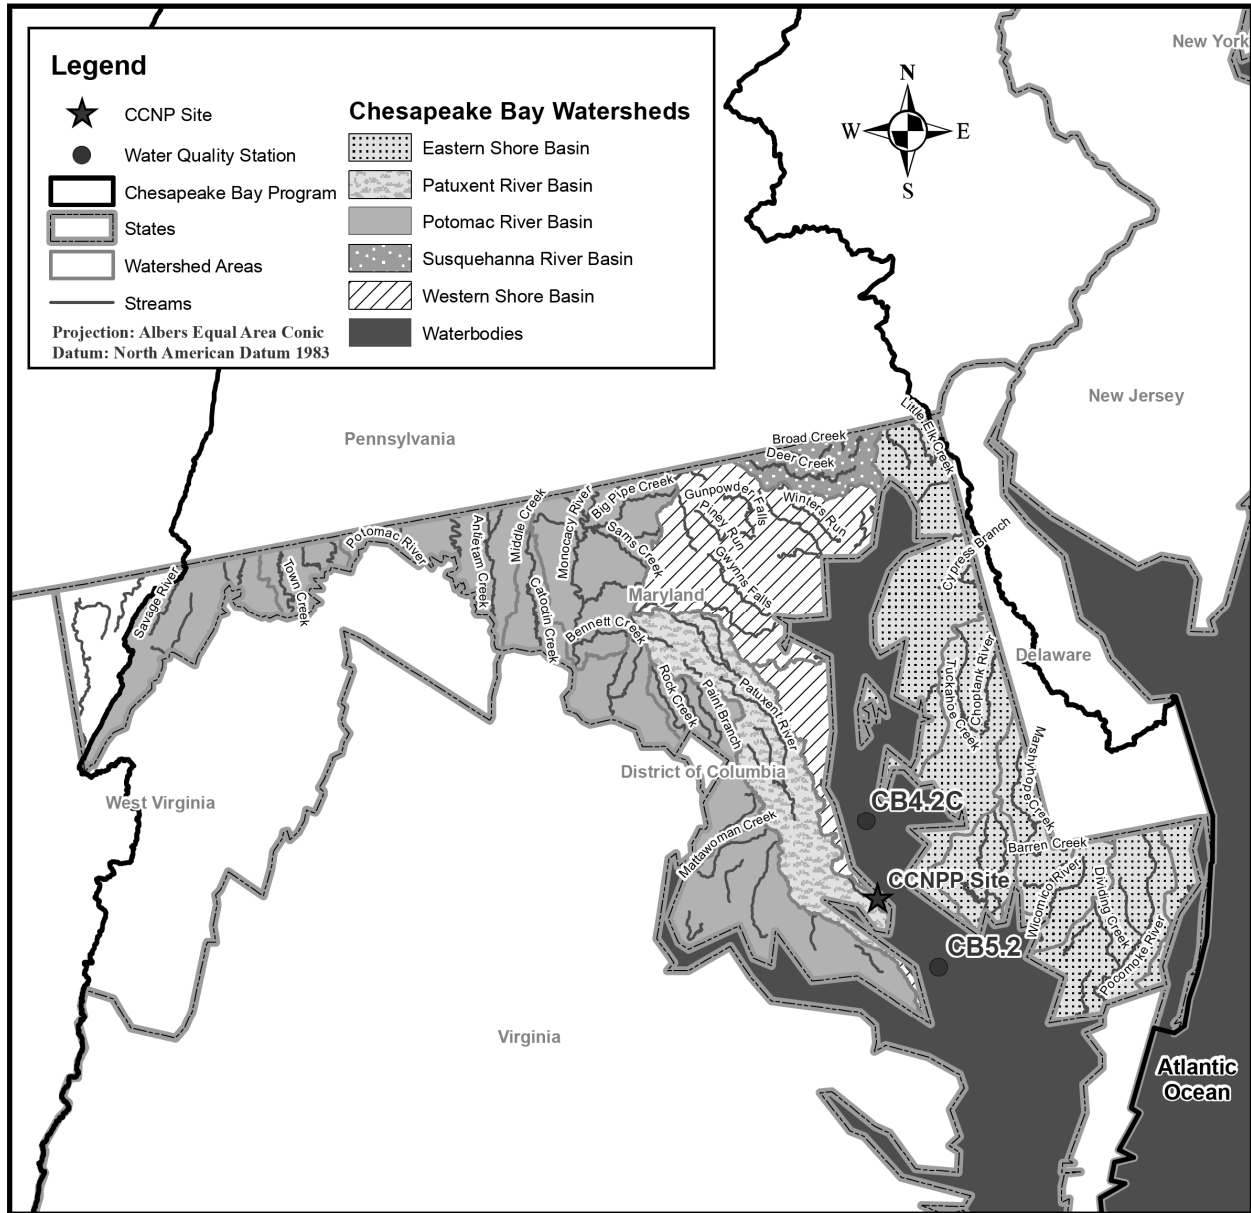 Legend
CCNP Site
Water Quality Station
Chesapeake Bay Program
States
Watershed Areas
Streams
Projection: Albers Equal Area Conic
Datum: North American Datum 1983
Chesapeake Bay Watersheds
Eastern Shore Basin
Patuxent River Basin
Potomac River Basin
Susquehanna River Basin
Western Shore Basin
Waterbodies
N
W
E
S
New York
New Jersey
Pennsylvania
Little Elk Creek
Broad Creek
Deer Creek
Big Pipe Creek
Gunpowder Falls
Winters Run
Piney Run
Gwynns Falls
Sams Creek
Monocacy River
Middle Creek
Antietam Creek
Potomac River
Town Creek
Savage River
Catoctin Creek
Bennett Creek
Maryland
Cypress Branch
Delaware
Tuckahoe Creek
Choptank River
Rock Creek
Paint Branch
Patuxent River
Marshyhope Creek
District of Columbia
West Virginia
CB4.2C
Mattawoman Creek
Barren Creek
CCNPP Site
Wicomico River
Dividing Creek
Pocomoke River
CB5.2
Virginia
Atlantic
Ocean